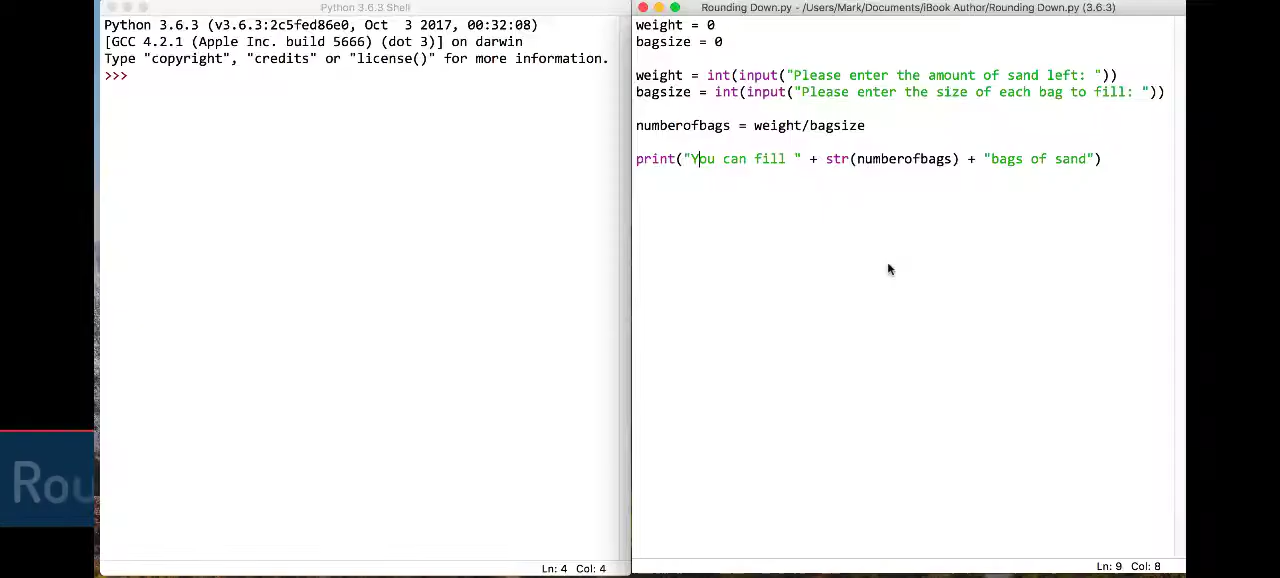 Python 3.6.3 Shell
Python 3.6.3 (v3.6.3:2c5fed86e0, Oct  3 2017, 00:32:08)
[GCC 4.2.1 (Apple Inc. build 5666) (dot 3)] on darwin
Type "copyright", "credits" or "license()" for more information.
>>>
Ln: 4 Col: 4
Rounding Down.py - /Users/Mark/Documents/iBook Author/Rounding Down.py (3.6.3)
weight = 0
bagsize = 0
weight = int(input("Please enter the amount of sand left: "))
bagsize = int(input("Please enter the size of each bag to fill: "))
numberofbags = weight/bagsize
print("You can fill " + str(numberofbags) + "bags of sand")
Ln: 9 Col: 8
Rou